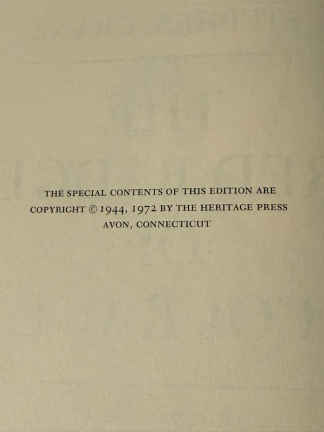 THE SPECIAL CONTENTS OF THIS EDITION ARE
COPYRIGHT © 1944, 1972 BY THE HERITAGE PRESS
AVON, CONNECTICUT